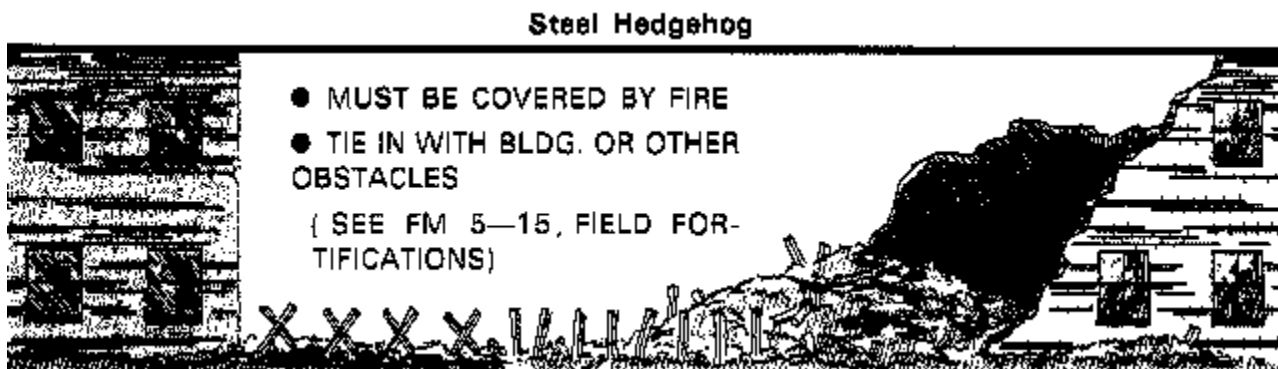 Steel Hedgehog
● MUST BE COVERED BY FIRE
● TIE IN WITH BLDG. OR OTHER
OBSTACLES
( SEE FM 5—15, FIELD FOR-
TIFICATIONS)